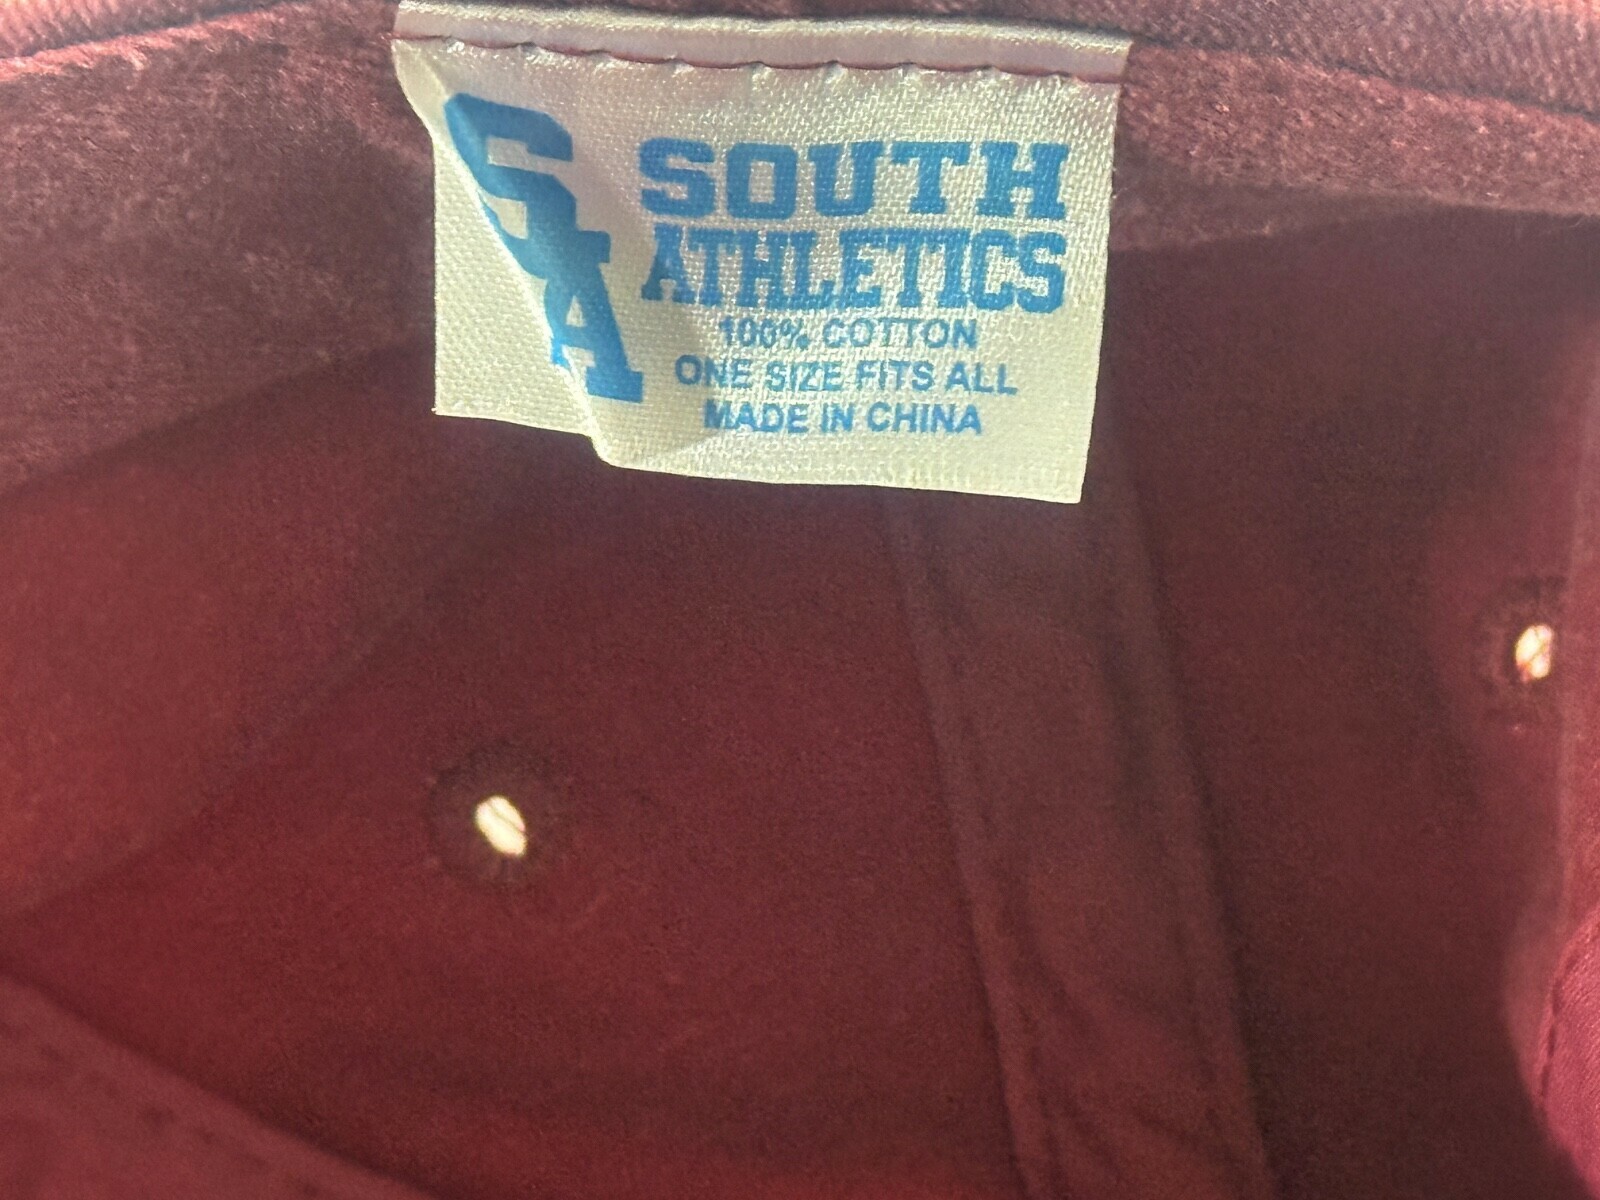 SA
SOUTH
ATHLETICS
100% COTTON
ONE SIZE FITS ALL
MADE IN CHINA